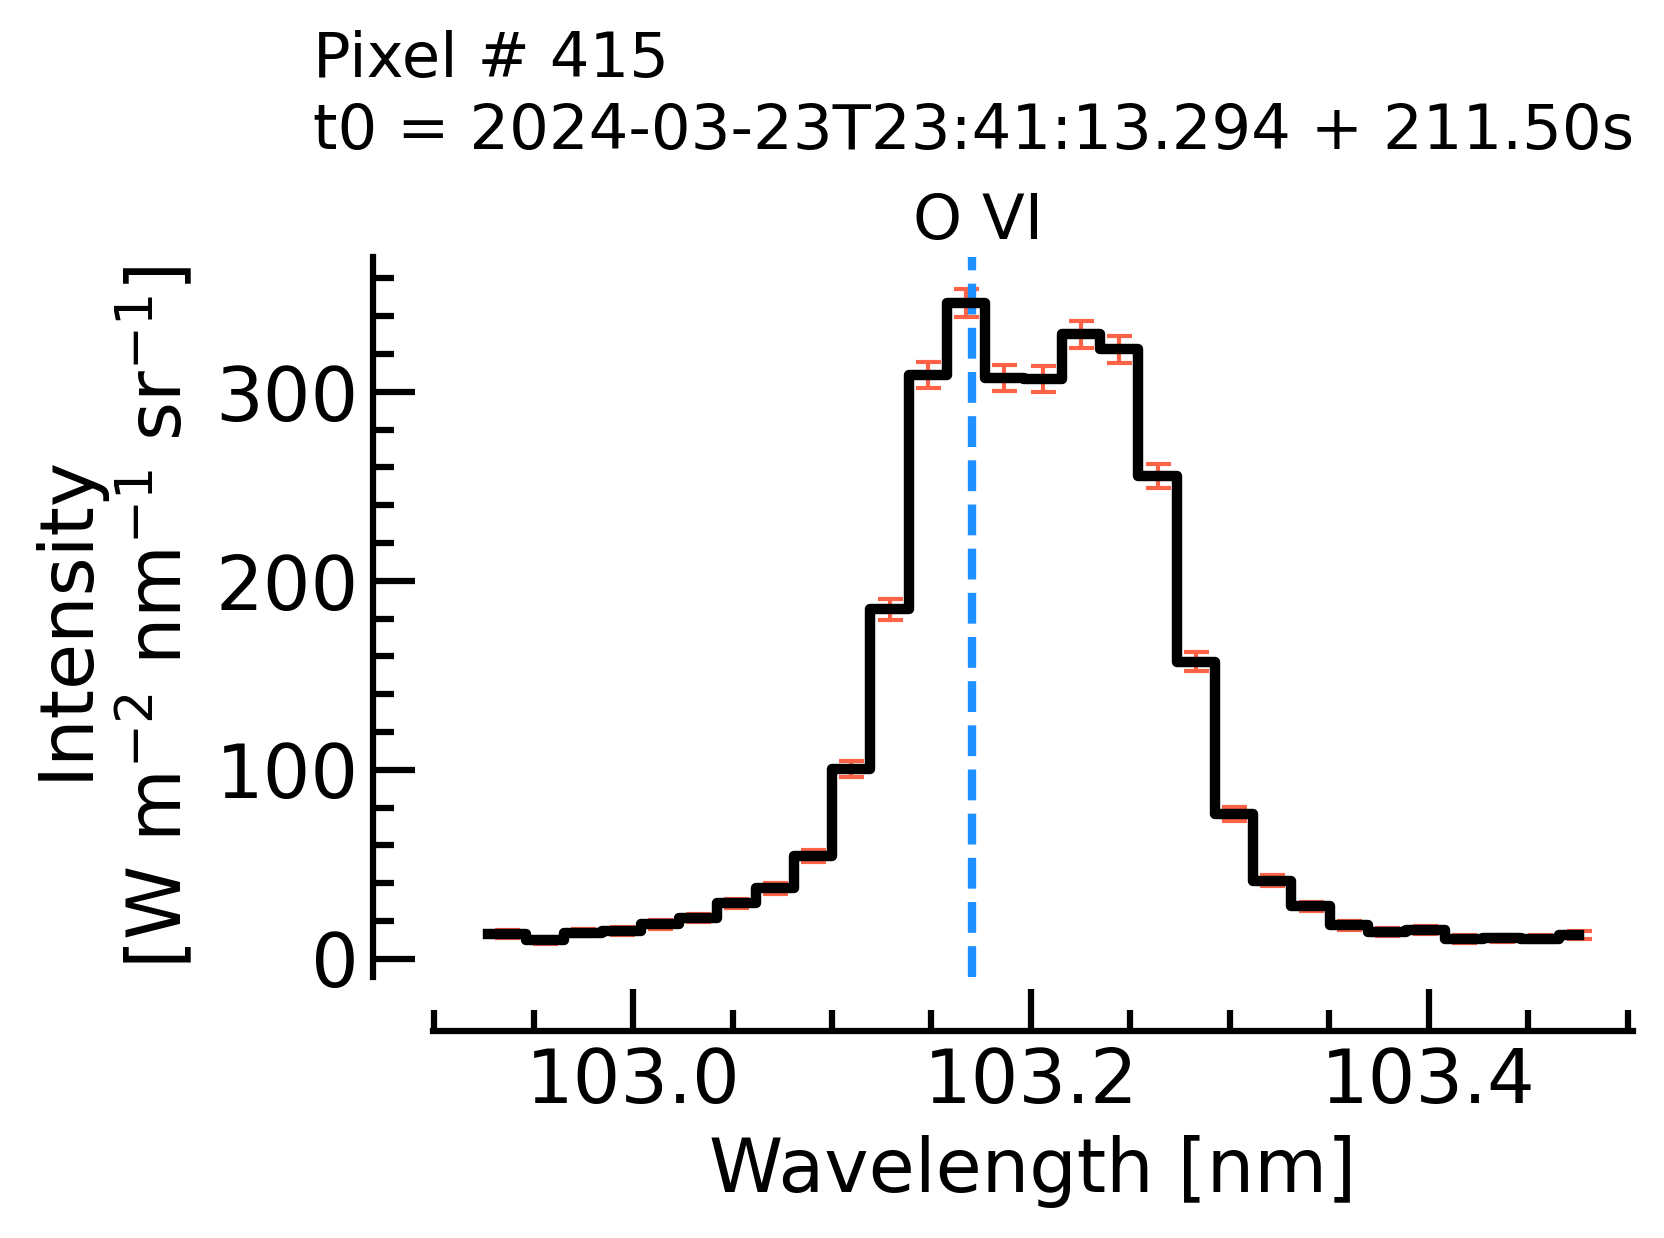 Pixel # 415
t0 = 2024-03-23T23:41:13.294 + 211.50s
O VI
Intensity
[W m⁻² nm⁻¹ sr⁻¹]
300
200
100
0
103.0 103.2 103.4
Wavelength [nm]